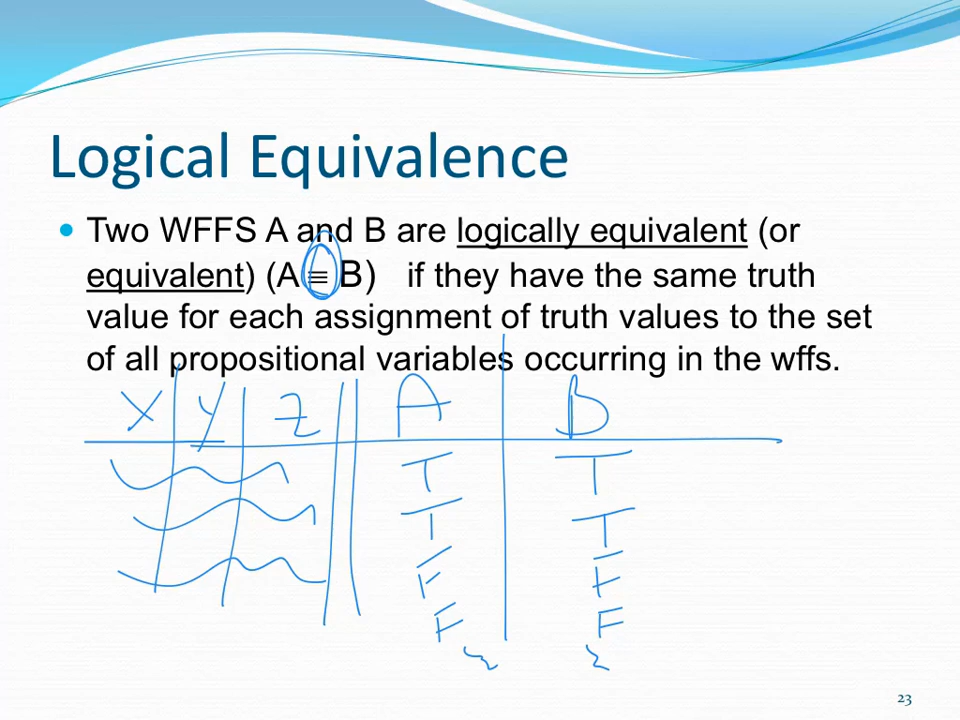 Logical Equivalence
Two WFFS A and B are logically equivalent (or
equivalent) (A ≡ B) if they have the same truth
value for each assignment of truth values to the set
of all propositional variables occurring in the wffs.
X Y Z A B
T T
T T
F F
F F
23